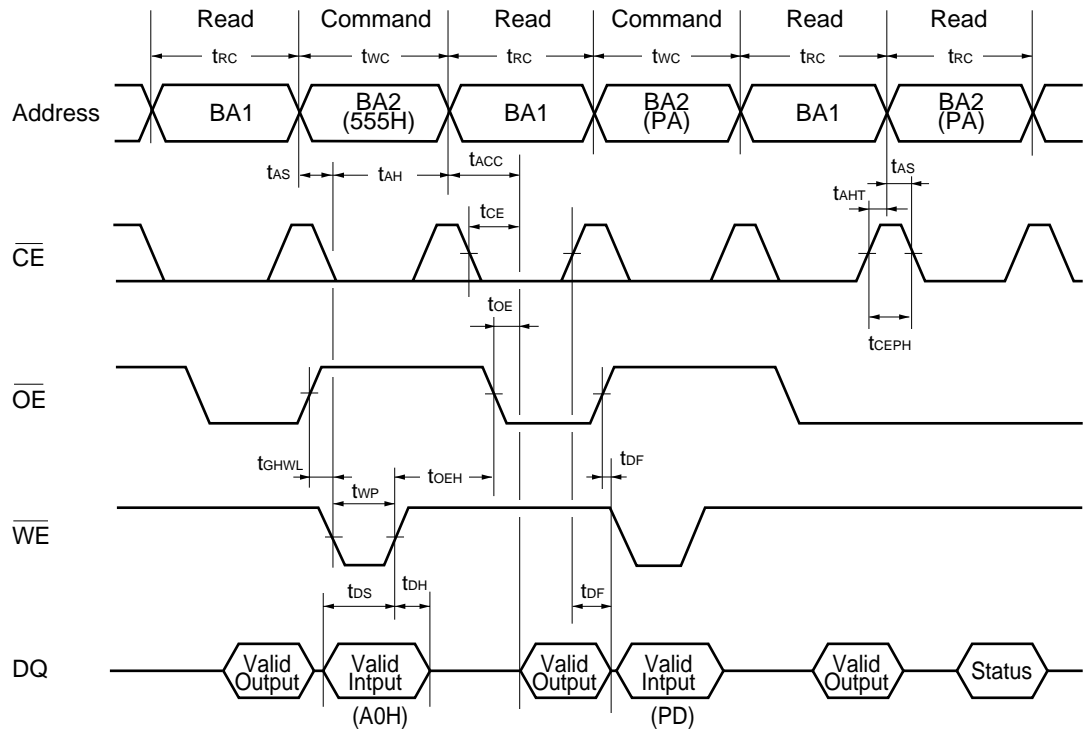 Read Command Read Command Read Read
tRC tWC tRC tWC tRC tRC
Address BA1 BA2 (555H) BA1 BA2 (PA) BA1 BA2 (PA)
tAS tAH tACC tAS
tAHT
tCE
CE
tOE
tCEPH
OE
tDF
tGHWL tOEH
tWP
WE
tDS tDH tDF
DQ Valid Output Valid Intput Valid Output Valid Intput Valid Output Status
(A0H) (PD)